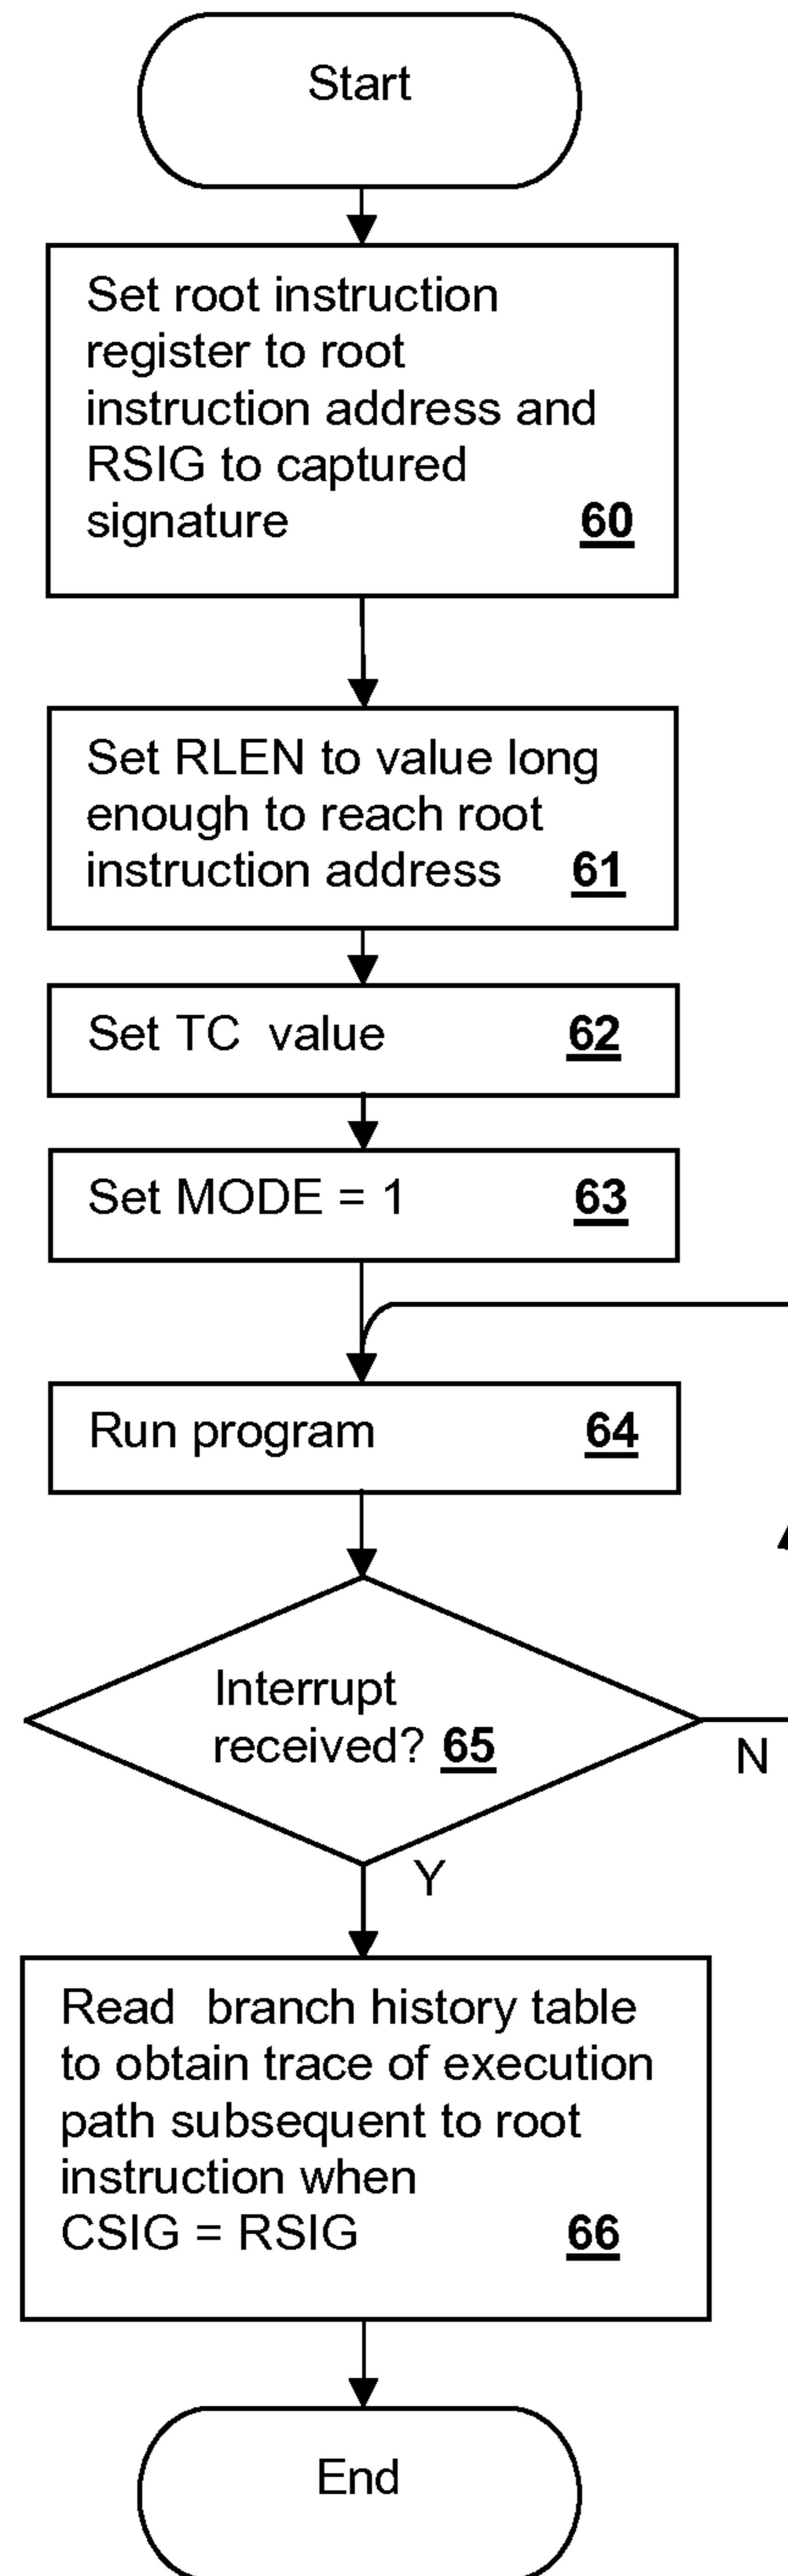 Start
Set root instruction
register to root
instruction address and
RSIG to captured
signature 60
Set RLEN to value long
enough to reach root
instruction address 61
Set TC value 62
Set MODE = 1 63
Run program 64
Interrupt
received? 65
N
Y
Read branch history table
to obtain trace of execution
path subsequent to root
instruction when
CSIG = RSIG 66
End